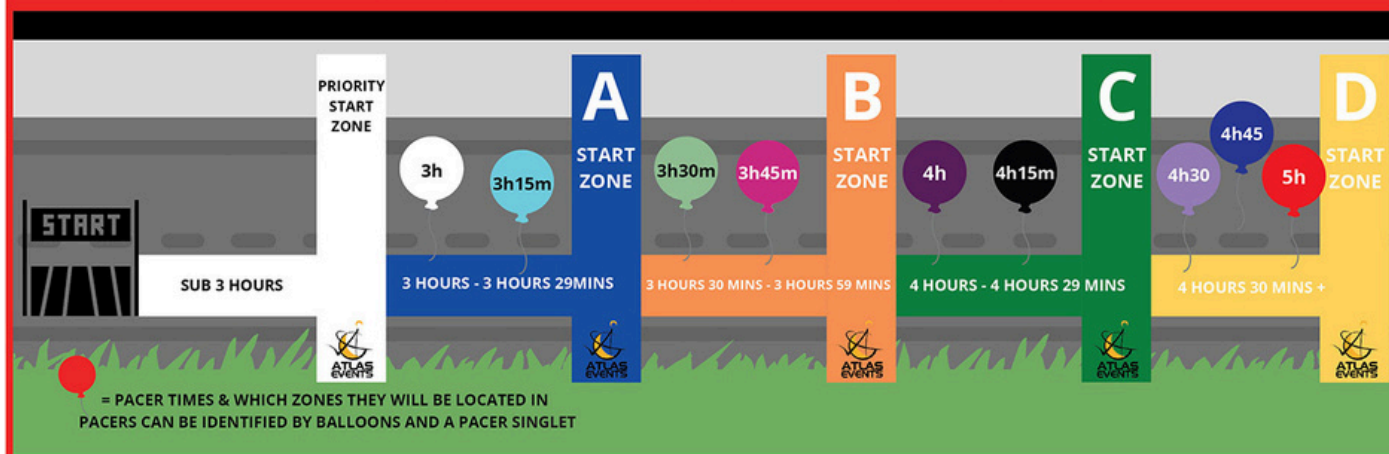 START
SUB 3 HOURS
PRIORITY
START
ZONE
ATLAS
EVENTS
3h
3h15m
3 HOURS - 3 HOURS 29MINS
A
START
ZONE
ATLAS
EVENTS
3h30m
3h45m
3 HOURS 30 MINS - 3 HOURS 59 MINS
B
START
ZONE
ATLAS
EVENTS
4h
4h15m
4 HOURS - 4 HOURS 29 MINS
C
START
ZONE
ATLAS
EVENTS
4h30
4h45
5h
4 HOURS 30 MINS +
D
START
ZONE
ATLAS
EVENTS
= PACER TIMES & WHICH ZONES THEY WILL BE LOCATED IN
PACERS CAN BE IDENTIFIED BY BALLOONS AND A PACER SINGLET